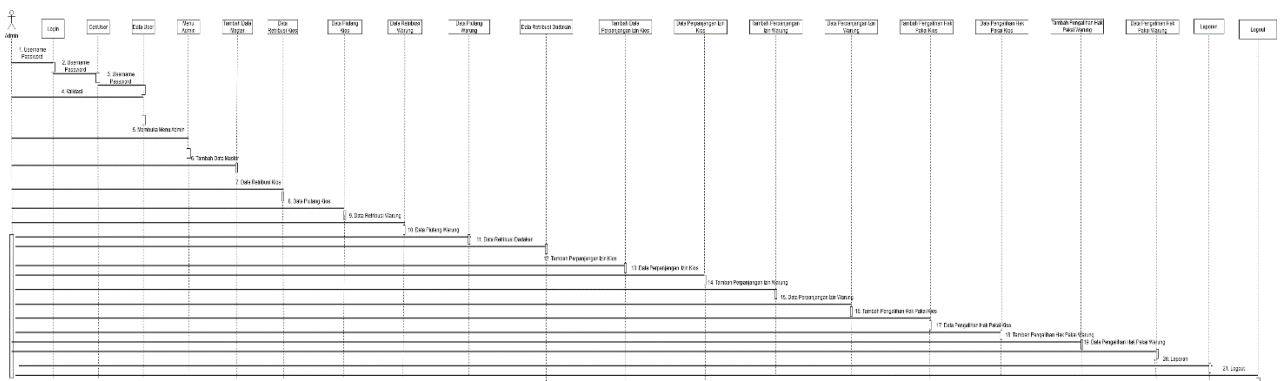 Admin
Login
CekUser
Data User
Menu
Admin
Tambah Data
Master
Data
Retribusi Kios
Data Piutang
Kios
Data Retribusi
Warung
Data Piutang
Warung
Data Retribusi Dadakan
Tambah Data
Perpanjangan Izin Kios
Data Perpanjangan Izin
Kios
Tambah Perpanjangan
Izin Warung
Data Perpanjangan Izin
Warung
Tambah Pengalihan Hak
Pakai Kios
Data Pengalihan Hak
Pakai Kios
Tambah Pengalihan Hak
Pakai Warung
Data Pengalihan Hak
Pakai Warung
Laporan
Logout
1. Username
Password
2. Username
Password
3. Username
Password
4. Validasi
5. Membuka Menu Admin
6. Tambah Data Master
7. Data Retribusi Kios
8. Data Piutang Kios
9. Data Retribusi Warung
10. Data Piutang Warung
11. Data Retribusi Dadakan
12. Tambah Perpanjangan Izin Kios
13. Data Perpanjangan Izin Kios
14. Tambah Perpanjangan Izin Warung
15. Data Perpanjangan Izin Warung
16. Tambah Pengalihan Hak Pakai Kios
17. Data Pengalihan Hak Pakai Kios
18. Tambah Pengalihan Hak Pakai Warung
19. Data Pengalihan Hak Pakai Warung
20. Laporan
21. Logout